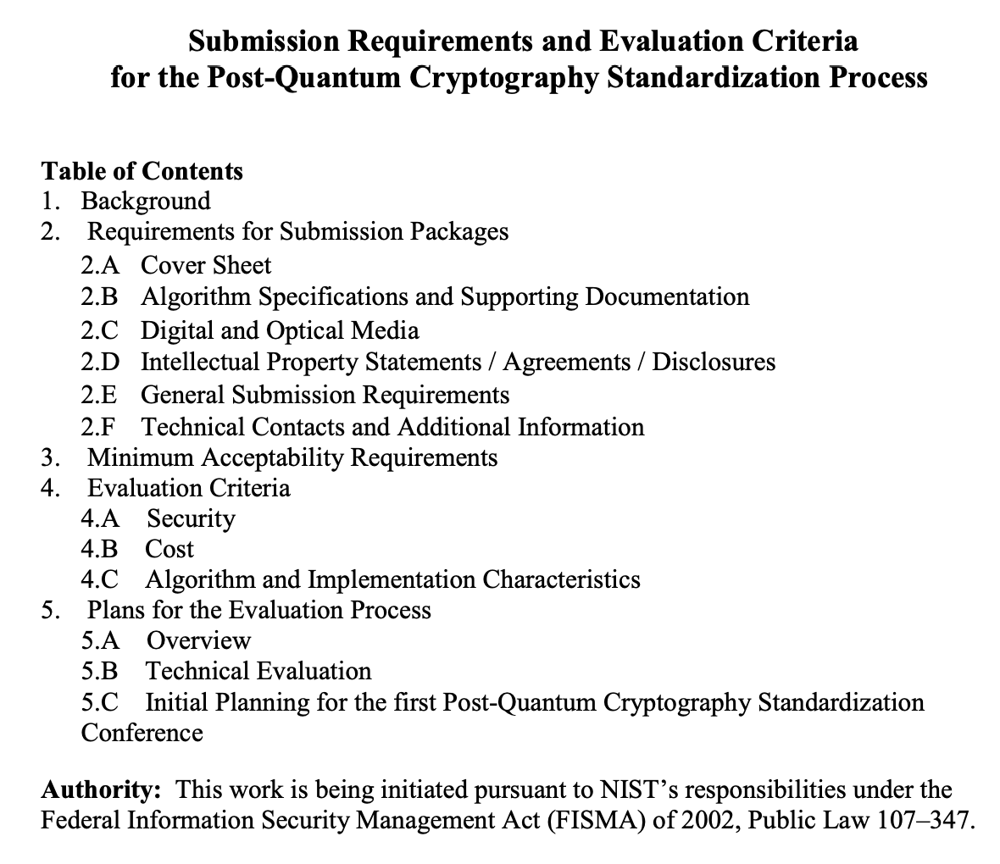 Submission Requirements and Evaluation Criteria
for the Post-Quantum Cryptography Standardization Process
Table of Contents
1. Background
2. Requirements for Submission Packages
2.A Cover Sheet
2.B Algorithm Specifications and Supporting Documentation
2.C Digital and Optical Media
2.D Intellectual Property Statements / Agreements / Disclosures
2.E General Submission Requirements
2.F Technical Contacts and Additional Information
3. Minimum Acceptability Requirements
4. Evaluation Criteria
4.A Security
4.B Cost
4.C Algorithm and Implementation Characteristics
5. Plans for the Evaluation Process
5.A Overview
5.B Technical Evaluation
5.C Initial Planning for the first Post-Quantum Cryptography Standardization
Conference
Authority: This work is being initiated pursuant to NIST’s responsibilities under the
Federal Information Security Management Act (FISMA) of 2002, Public Law 107–347.